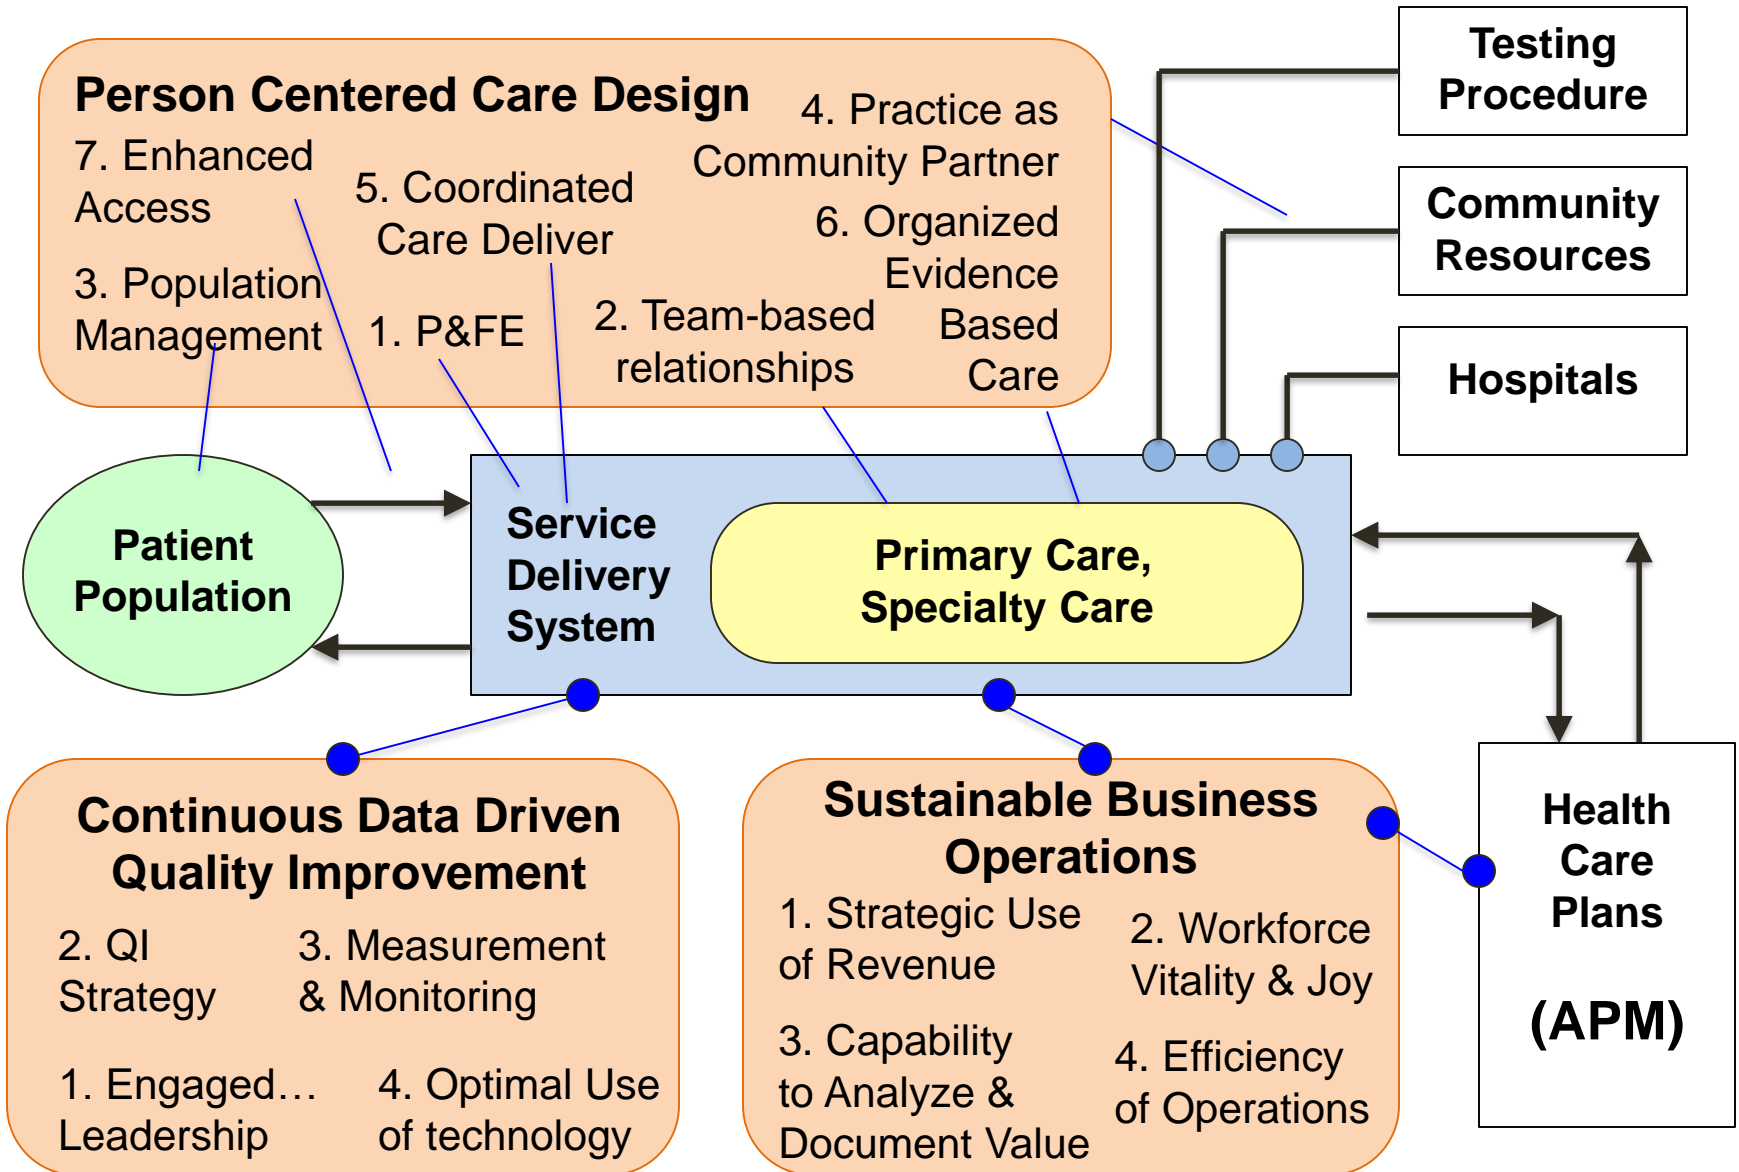 Person Centered Care Design
7. Enhanced
Access
5. Coordinated
Care Deliver
4. Practice as
Community Partner
3. Population
Management
1. P&FE
2. Team-based
relationships
6. Organized
Evidence
Based
Care
Testing
Procedure
Community
Resources
Hospitals
Patient
Population
Service
Delivery
System
Primary Care,
Specialty Care
Continuous Data Driven
Quality Improvement
2. QI
Strategy
3. Measurement
& Monitoring
1. Engaged…
Leadership
4. Optimal Use
of technology
Sustainable Business
Operations
1. Strategic Use
of Revenue
2. Workforce
Vitality & Joy
3. Capability
to Analyze &
Document Value
4. Efficiency
of Operations
Health
Care
Plans
(APM)